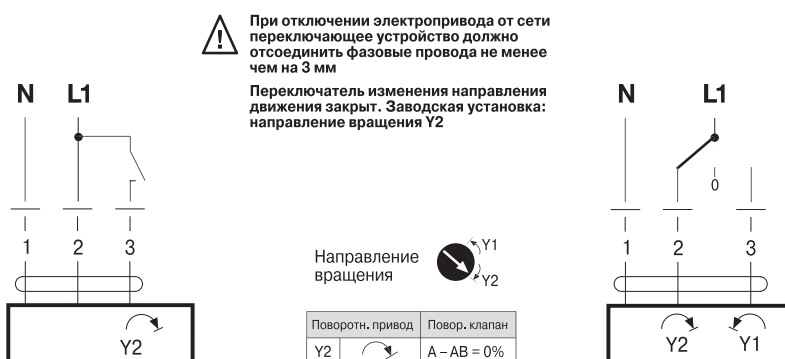 При отключении электропривода от сети
переключающее устройство должно
отсоединить фазовые провода не менее
чем на 3 мм
Переключатель изменения направления
движения закрыт. Заводская установка:
направление вращения Y2
N L1
1 2 3
Y2
Направление
вращения
Y1
Y2
Поворотн. привод Повор. клапан
Y2 A – AB = 0%
N L1
0
1 2 3
Y2 Y1